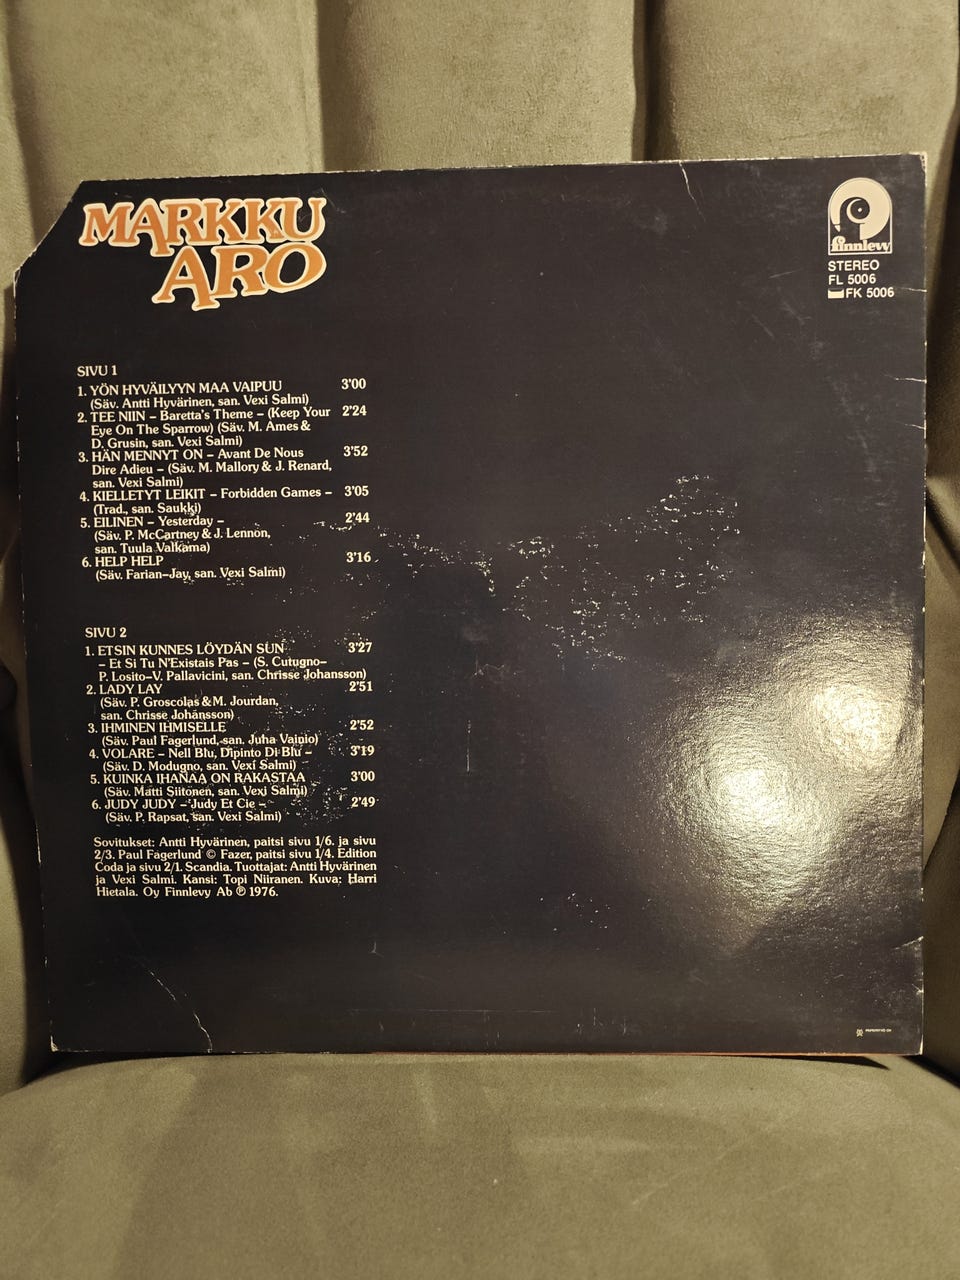 MARKKU
ARO
finnlevy
STEREO
FL 5006
FK 5006
SIVU 1
1. YÖN HYVÄILYYN MAA VAIPUU 3'00
(Säv. Antti Hyvärinen, san. Vexi Salmi)
2. TEE NIIN – Baretta's Theme – (Keep Your 2'24
Eye On The Sparrow) (Säv. M. Ames &
D. Grusin, san. Vexi Salmi)
3. HÄN MENNYT ON – Avant De Nous 3'52
Dire Adieu – (Säv. M. Mallory & J. Renard,
san. Vexi Salmi)
4. KIELLETYT LEIKIT – Forbidden Games – 3'05
(Trad., san. Saukki)
5. EILINEN – Yesterday – 2'44
(Säv. P. McCartney & J. Lennon,
san. Tuula Valkama)
6. HELP HELP 3'16
(Säv. Farian–Jay, san. Vexi Salmi)
SIVU 2
1. ETSIN KUNNES LÖYDÄN SUN 3'27
– Et Si Tu N'Existais Pas – (S. Cutugno–
P. Losito–V. Pallavicini, san. Chrisse Johansson)
2. LADY LAY 2'51
(Säv. P. Groscolas & M. Jourdan,
san. Chrisse Johansson)
3. IHMINEN IHMISELLE 2'52
(Säv. Paul Fagerlund, san. Juha Vainio)
4. VOLARE – Nell Blu, Dipinto Di Blu – 3'19
(Säv. D. Modugno, san. Vexi Salmi)
5. KUINKA IHANAA ON RAKASTAA 3'00
(Säv. Matti Siitonen, san. Vexi Salmi)
6. JUDY JUDY – Judy Et Cie – 2'49
(Säv. P. Rapsat, san. Vexi Salmi)
Sovitukset: Antti Hyvärinen, paitsi sivu 1/6. ja sivu
2/3. Paul Fagerlund © Fazer, paitsi sivu 1/4. Edition
Coda ja sivu 2/1. Scandia. Tuottajat: Antti Hyvärinen
ja Vexi Salmi. Kansi: Topi Niiranen. Kuva: Harri
Hietala. Oy Finnlevy Ab ℗ 1976.